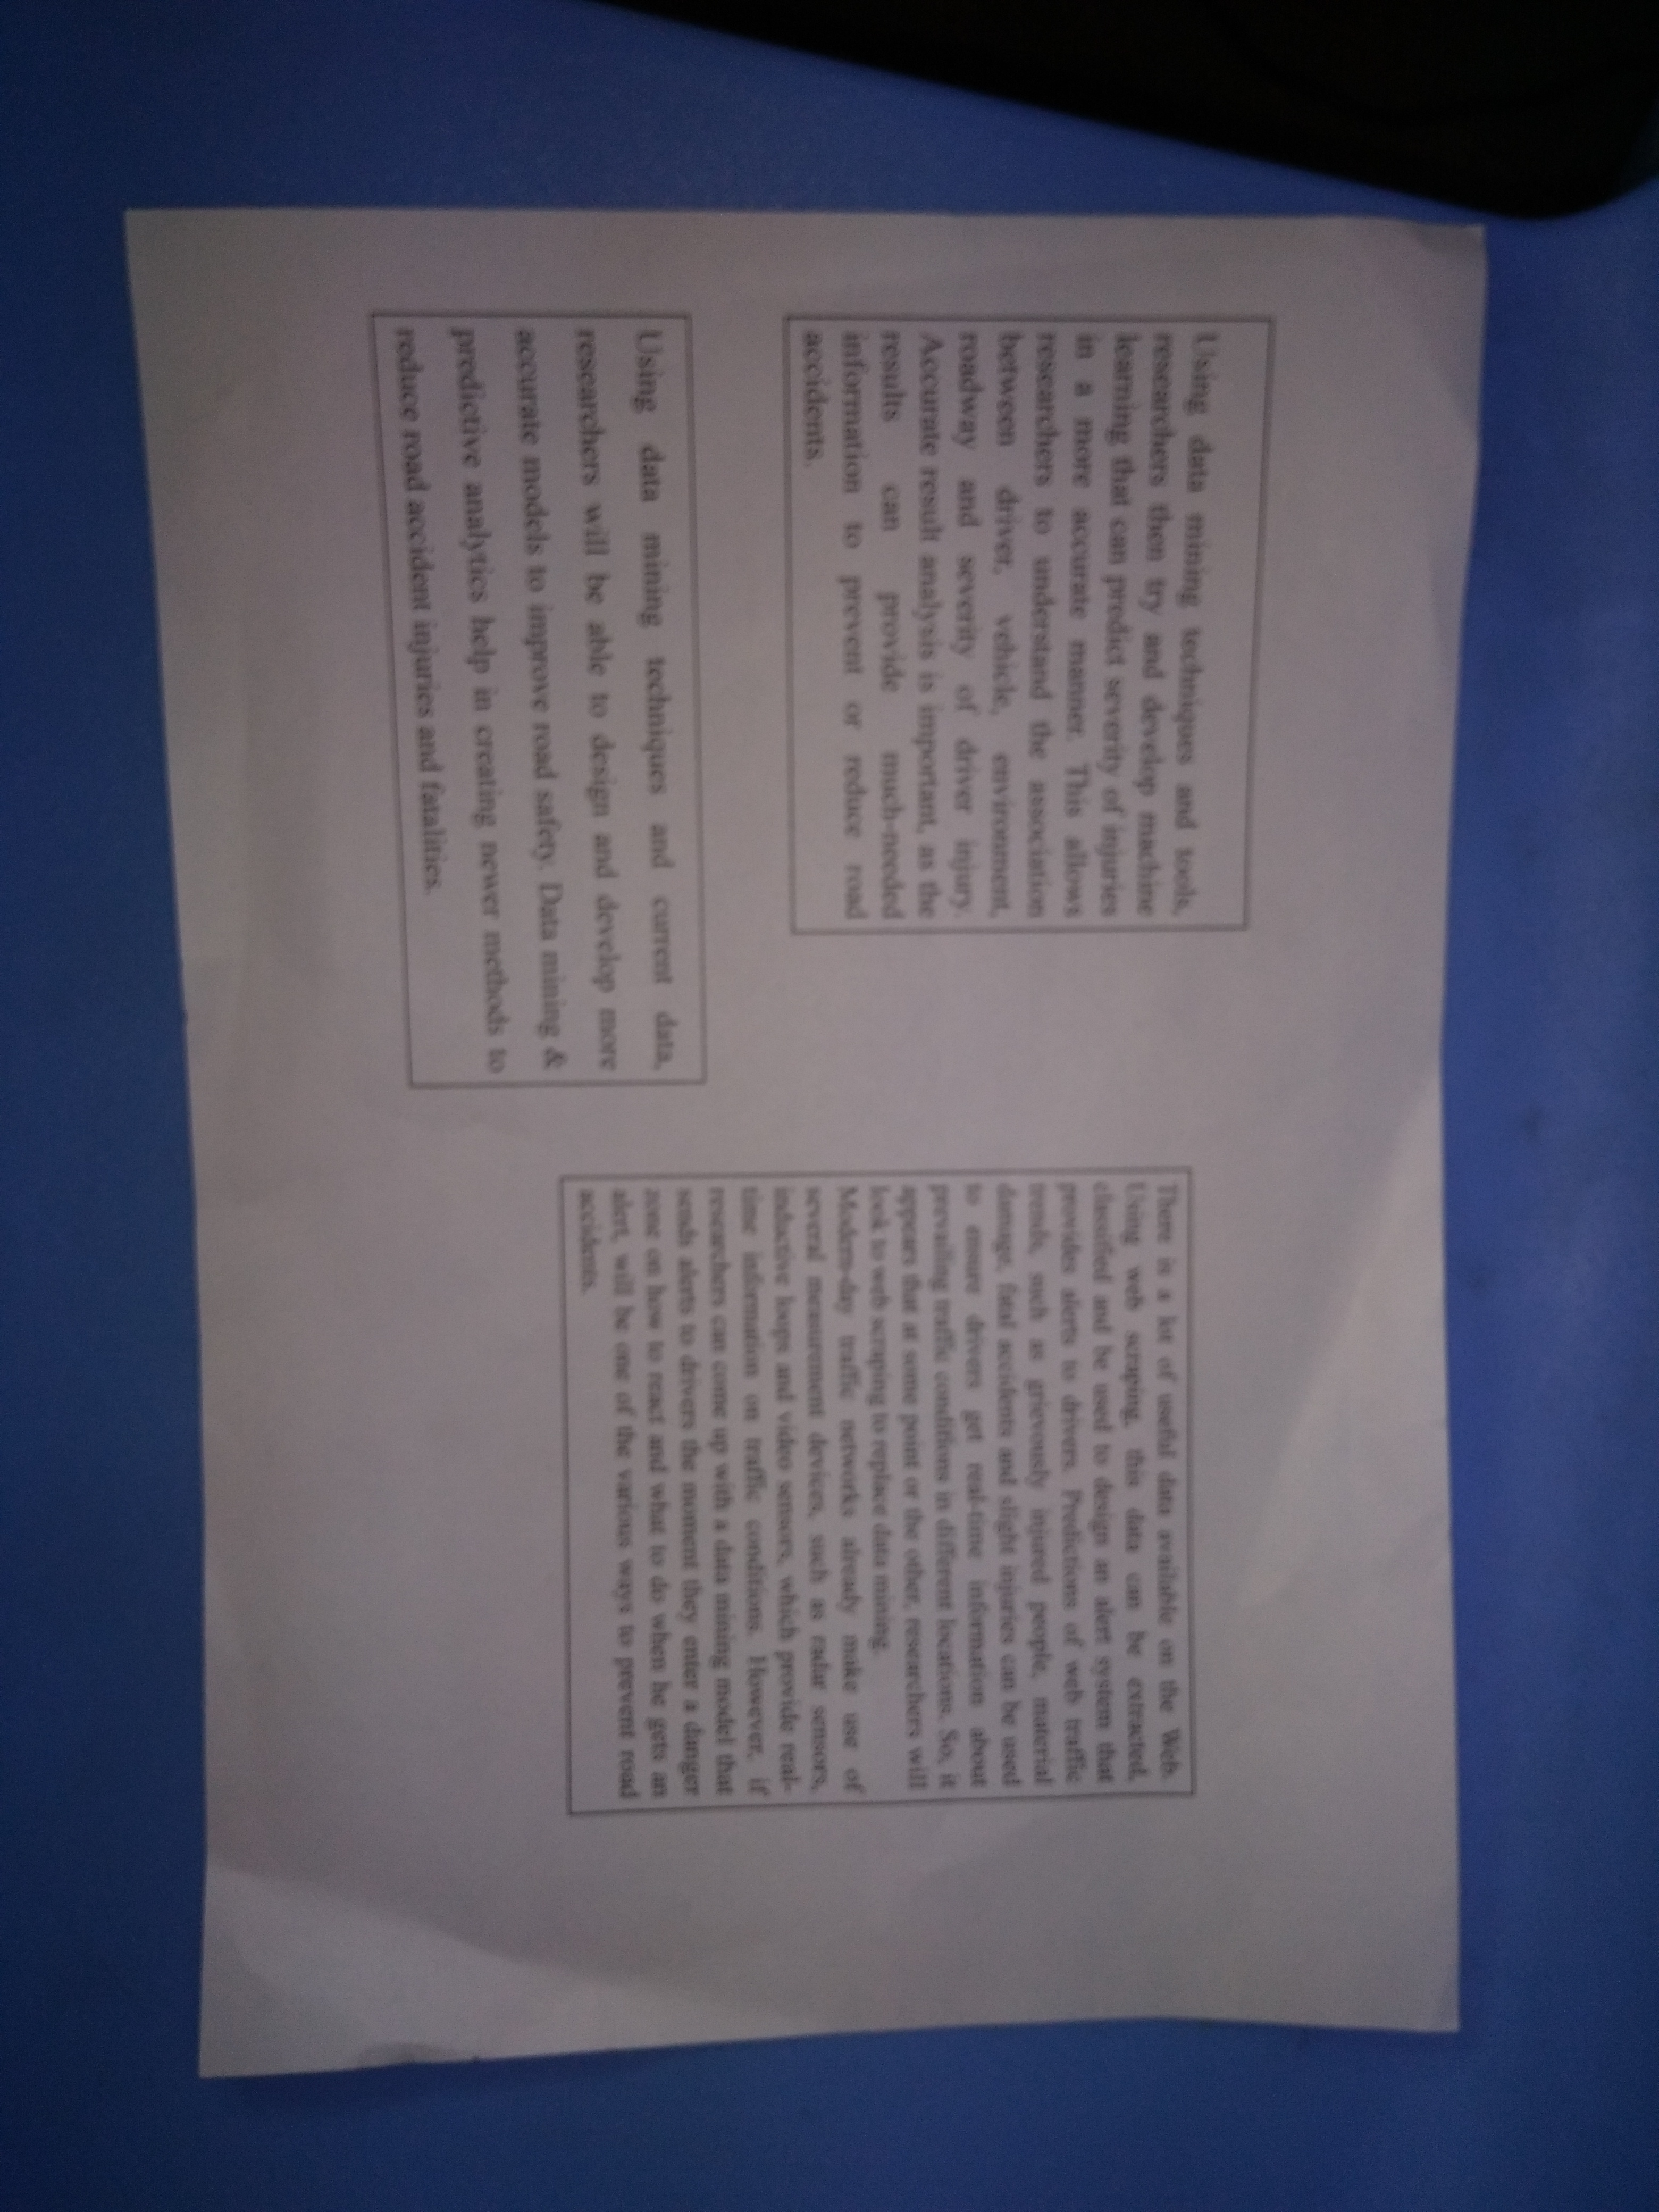 Using data mining techniques and tools,
researchers then try and develop machine
learning that can predict severity of injuries
in a more accurate manner. This allows
researchers to understand the association
between driver, vehicle, environment,
roadway and severity of driver injury.
Accurate result analysis is important, as the
results can provide much-needed
information to prevent or reduce road
accidents.
Using data mining techniques and current data,
researchers will be able to design and develop more
accurate models to improve road safety. Data mining &
predictive analytics help in creating newer methods to
reduce road accident injuries and fatalities.
There is a lot of useful data available on the Web.
Using web scraping, this data can be extracted,
classified and be used to design an alert system that
provides alerts to drivers. Predictions of web traffic
trends, such as grievously injured people, material
damage, fatal accidents and slight injuries can be used
to ensure drivers get real-time information about
prevailing traffic conditions in different locations. So, it
appears that at some point or the other, researchers will
look to web scraping to replace data mining.
Modern-day traffic networks already make use of
several measurement devices, such as radar sensors,
inductive loops and video sensors, which provide real-
time information on traffic conditions. However, if
researchers can come up with a data mining model that
sends alerts to drivers the moment they enter a danger
zone on how to react and what to do when he gets an
alert, will be one of the various ways to prevent road
accidents.